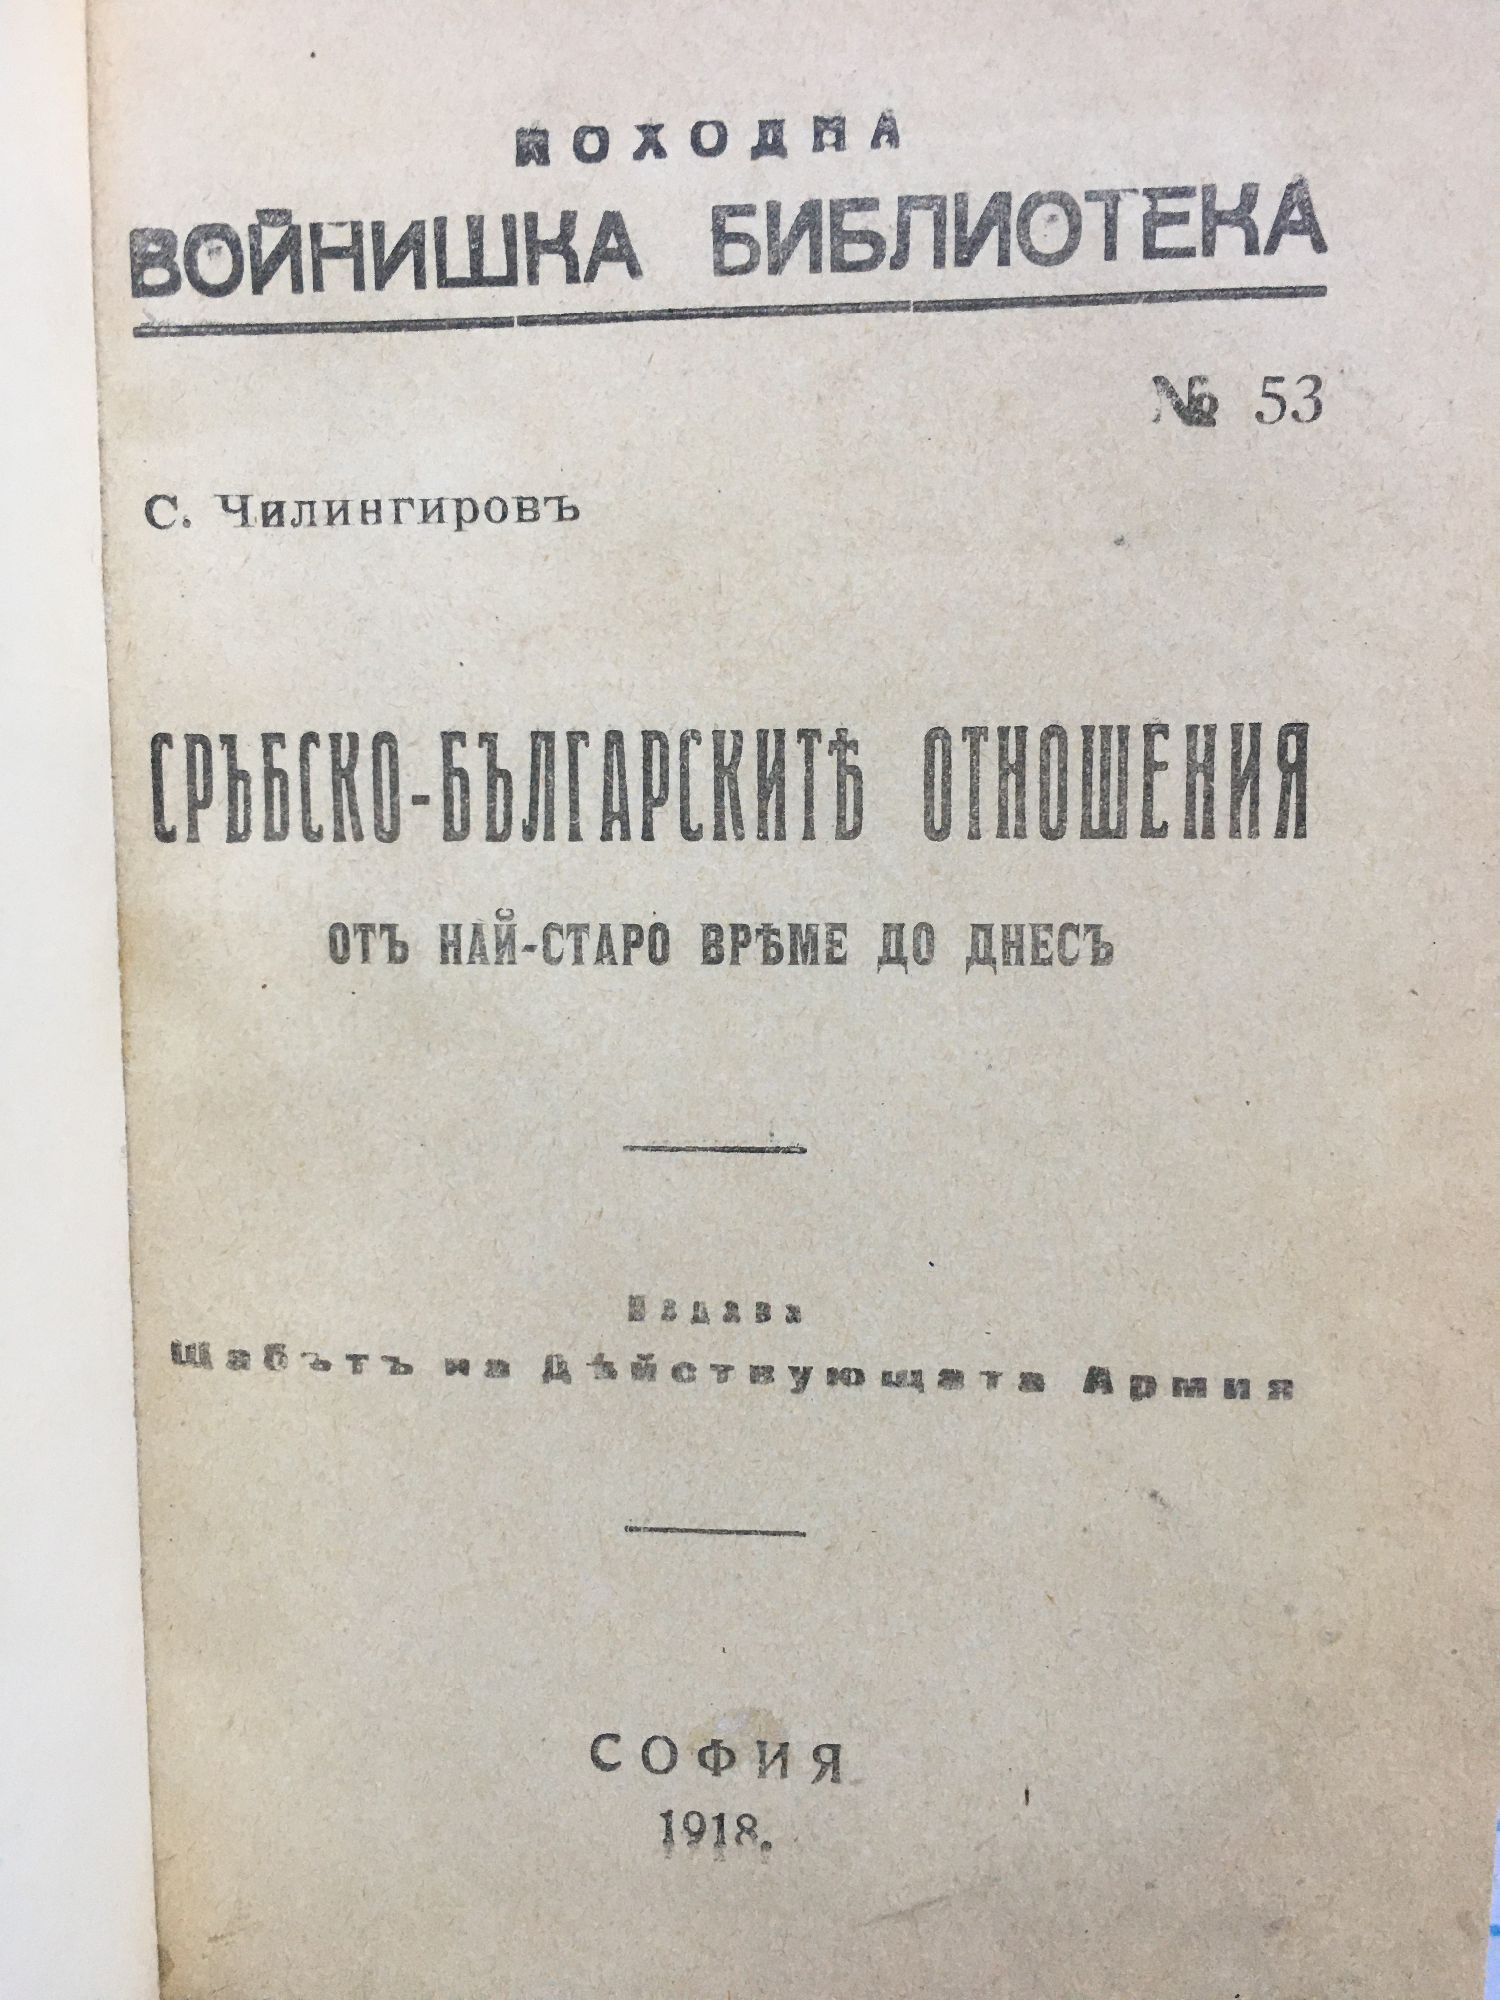 ПОХОДНА
ВОЙНИШКА БИБЛИОТЕКА
№ 53
С. Чилингировъ
СРЪБСКО-БЪЛГАРСКИТѢ ОТНОШЕНИЯ
ОТЪ НАЙ-СТАРО ВРѢМЕ ДО ДНЕСЪ
Издава
Щабътъ на Дѣйствующата Армия
СОФИЯ
1918.